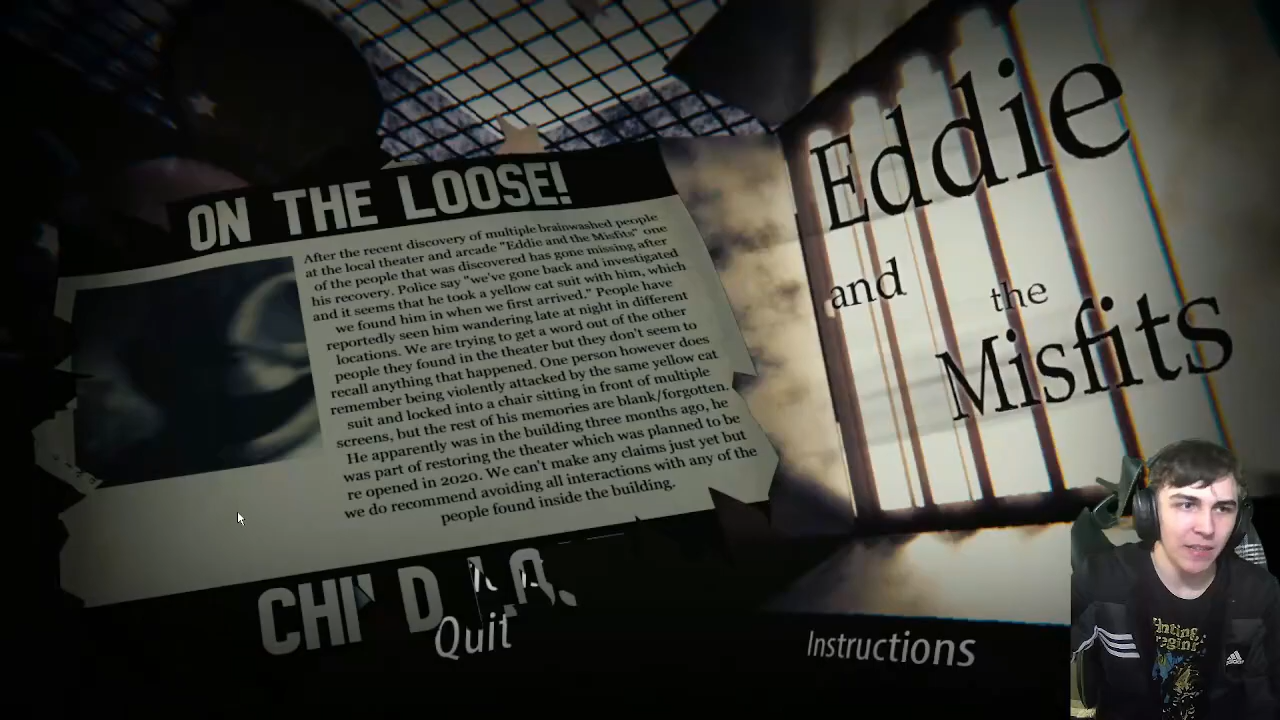 ON THE LOOSE!
After the recent discovery of multiple brainwashed people
at the local theater and arcade "Eddie and the Misfits" one
of the people that was discovered has gone missing after
his recovery. Police say "we've gone back and investigated
and it seems that he took a yellow cat suit with him, which
we found him in when we first arrived." People have
reportedly seen him wandering late at night in different
locations. We are trying to get a word out of the other
people they found in the theater but they don't seem to
recall anything that happened. One person however does
remember being violently attacked by the same yellow cat
suit and locked into a chair sitting in front of multiple
screens, but the rest of his memories are blank/forgotten.
He apparently was in the building three months ago, he
was part of restoring the theater which was planned to be
re opened in 2020. We can't make any claims just yet but
we do recommend avoiding all interactions with any of the
people found inside the building.
Eddie
and the
Misfits
Quit
Instructions